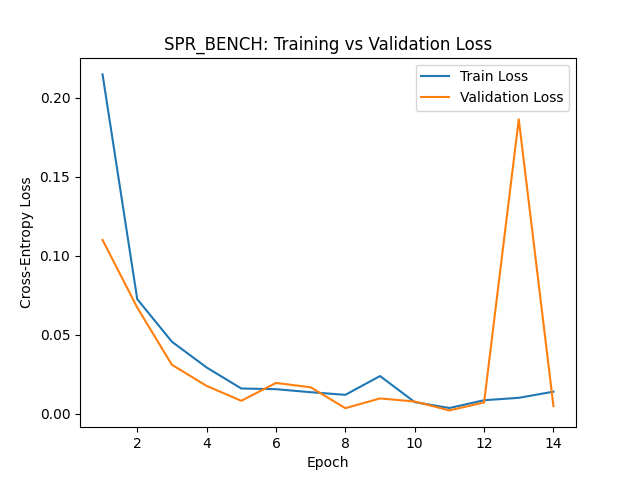 SPR_BENCH: Training vs Validation Loss
Train Loss
Validation Loss
Cross-Entropy Loss
0.20
0.15
0.10
0.05
0.00
2 4 6 8 10 12 14
Epoch